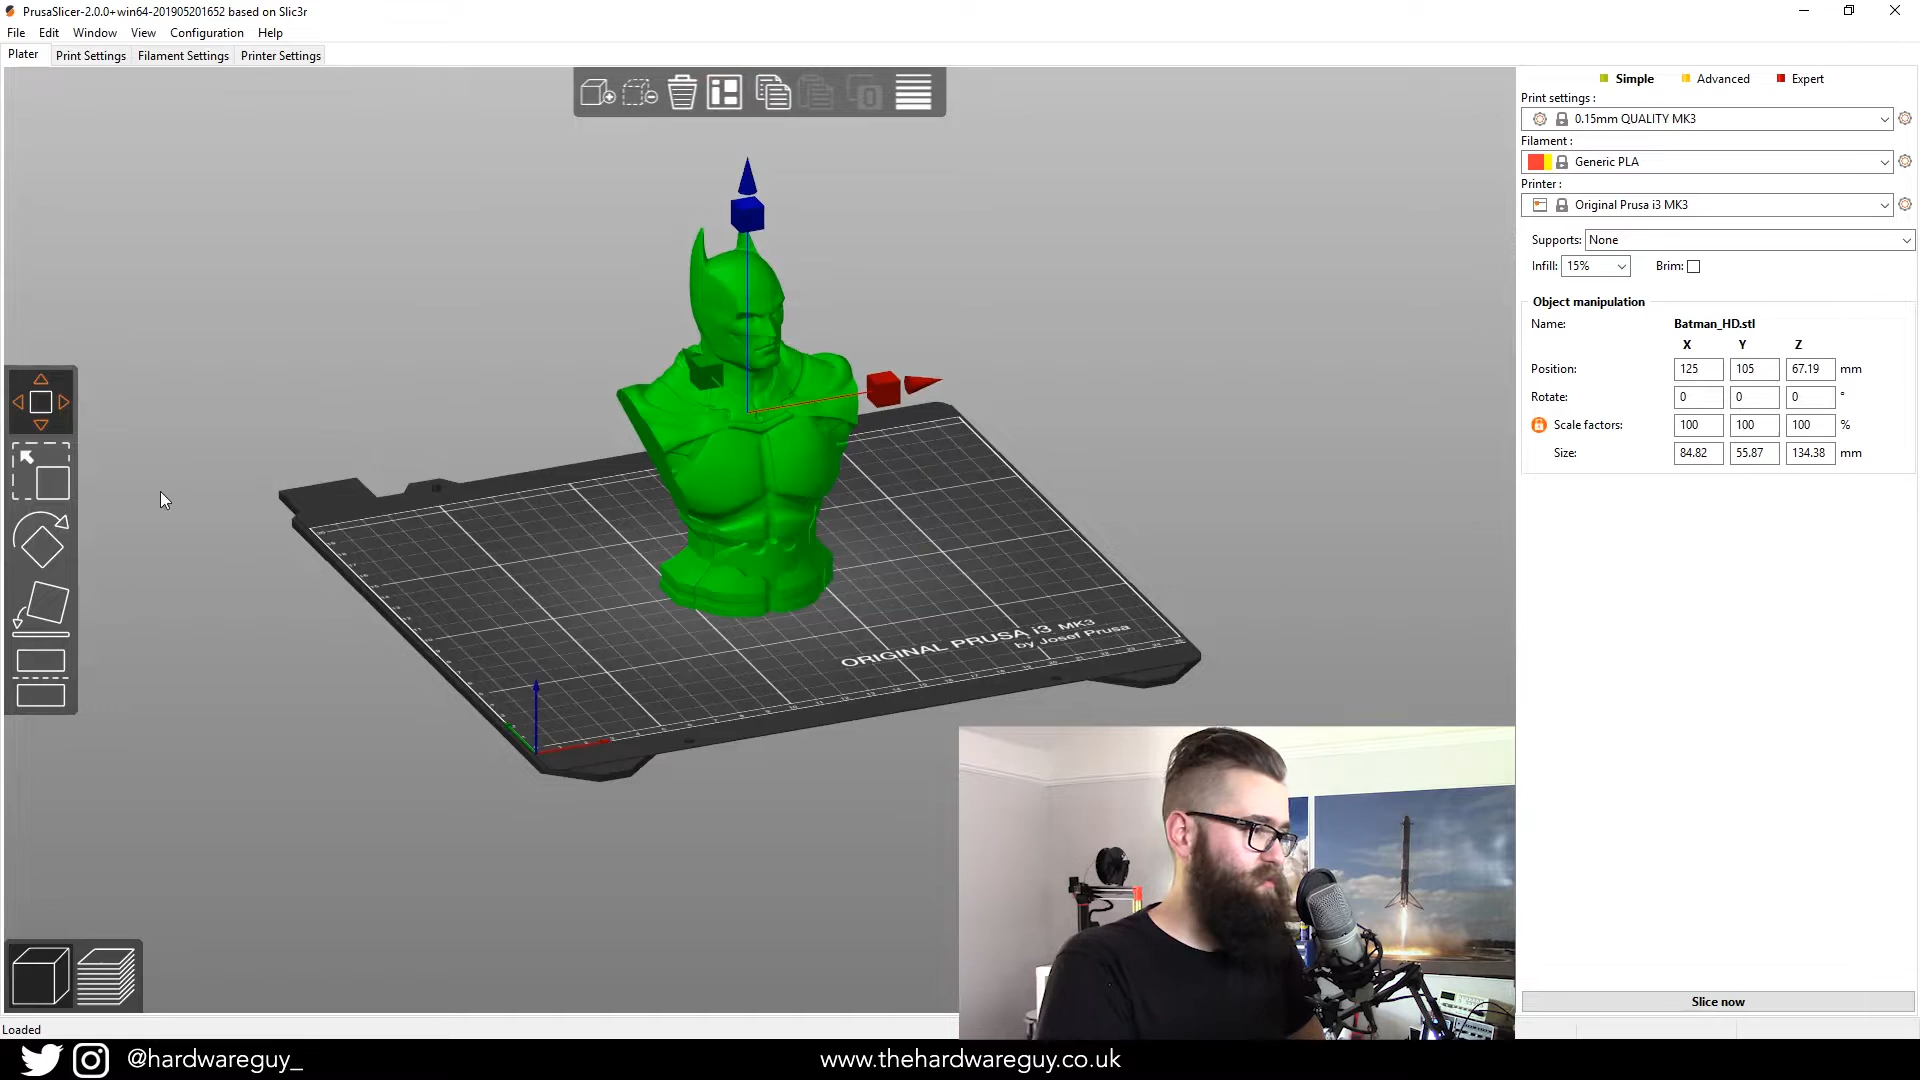 PrusaSlicer-2.0.0+win64-201905201652 based on Slic3r
File Edit Window View Configuration Help
Plater Print Settings Filament Settings Printer Settings
Simple Advanced Expert
Print settings :
0.15mm QUALITY MK3
Filament :
Generic PLA
Printer :
Original Prusa i3 MK3
Supports: None
Infill: 15% Brim:
Object manipulation
Name: Batman_HD.stl
X Y Z
Position: 125 105 67.19 mm
Rotate: 0 0 0 °
Scale factors: 100 100 100 %
Size: 84.82 55.87 134.38 mm
ORIGINAL PRUSA i3 MK3
by Josef Prusa
Slice now
Loaded
@hardwareguy_ www.thehardwareguy.co.uk